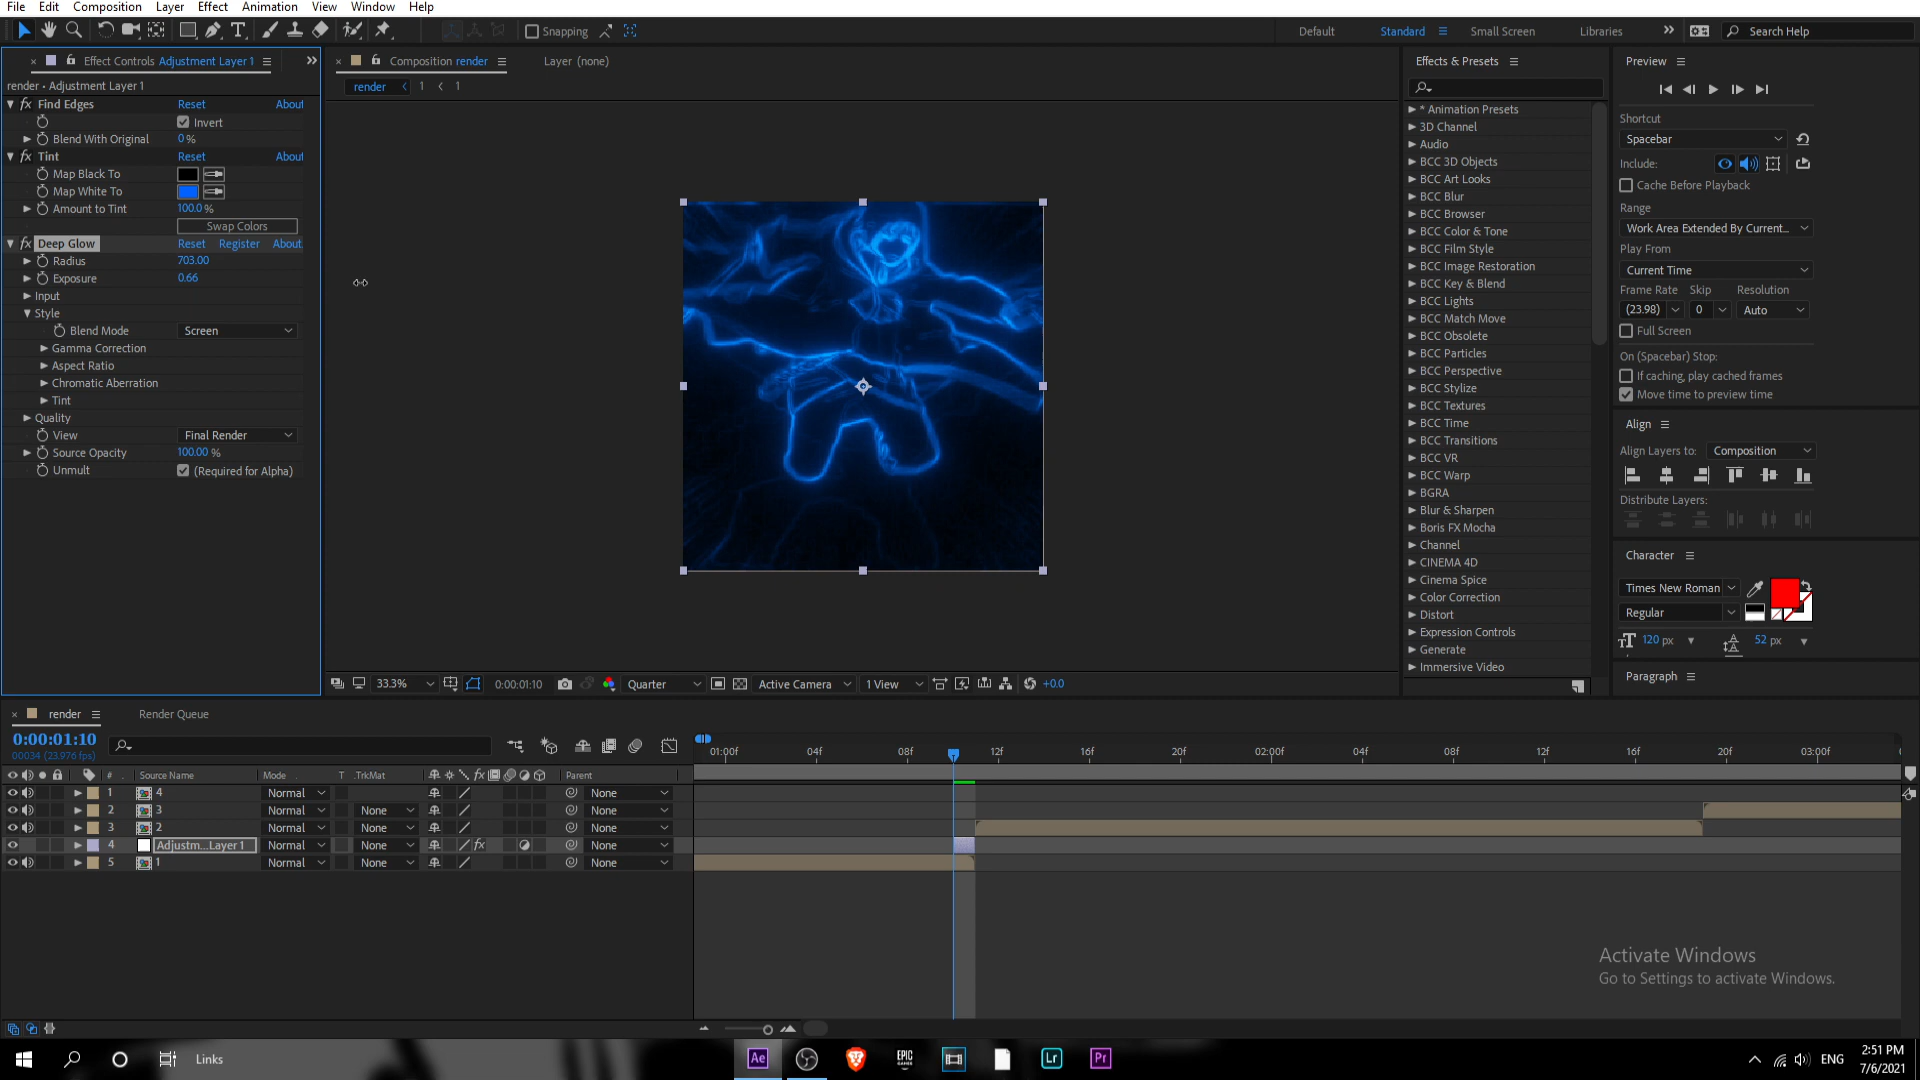 File Edit Composition Layer Effect Animation View Window Help
Snapping Default Standard Small Screen Libraries Search Help
Effect Controls Adjustment Layer 1
render • Adjustment Layer 1
fx Find Edges Reset About
Invert
Blend With Original 0 %
fx Tint Reset About
Map Black To
Map White To
Amount to Tint 100.0 %
Swap Colors
fx Deep Glow Reset Register About.
Radius 703.00
Exposure 0.66
Input
Style
Blend Mode Screen
Gamma Correction
Aspect Ratio
Chromatic Aberration
Tint
Quality
View Final Render
Source Opacity 100.00 %
Unmult (Required for Alpha)
Composition render Layer (none)
render 1 1
33.3% 0:00:01:10 Quarter Active Camera 1 View +0.0
Effects & Presets
* Animation Presets
3D Channel
Audio
BCC 3D Objects
BCC Art Looks
BCC Blur
BCC Browser
BCC Color & Tone
BCC Film Style
BCC Image Restoration
BCC Key & Blend
BCC Lights
BCC Match Move
BCC Obsolete
BCC Particles
BCC Perspective
BCC Stylize
BCC Textures
BCC Time
BCC Transitions
BCC VR
BCC Warp
BGRA
Blur & Sharpen
Boris FX Mocha
Channel
CINEMA 4D
Cinema Spice
Color Correction
Distort
Expression Controls
Generate
Immersive Video
Preview
Shortcut
Spacebar
Include:
Cache Before Playback
Range
Work Area Extended By Current...
Play From
Current Time
Frame Rate Skip Resolution
(23.98) 0 Auto
Full Screen
On (Spacebar) Stop:
If caching, play cached frames
Move time to preview time
Align
Align Layers to: Composition
Distribute Layers:
Character
Times New Roman
Regular
120 px 52 px
Paragraph
render Render Queue
0:00:01:10
00034 (23.976 fps)
01:00f 04f 08f 12f 16f 20f 02:00f 04f 08f 12f 16f 20f 03:00f
# Source Name Mode T .TrkMat fx Parent
1 4 Normal None
2 3 Normal None None
3 2 Normal None None
4 Adjustm...Layer 1 Normal None fx None
5 1 Normal None None
Activate Windows
Go to Settings to activate Windows.
Links Ae EPIC GAMES Lr Pr ENG 2:51 PM
7/6/2021